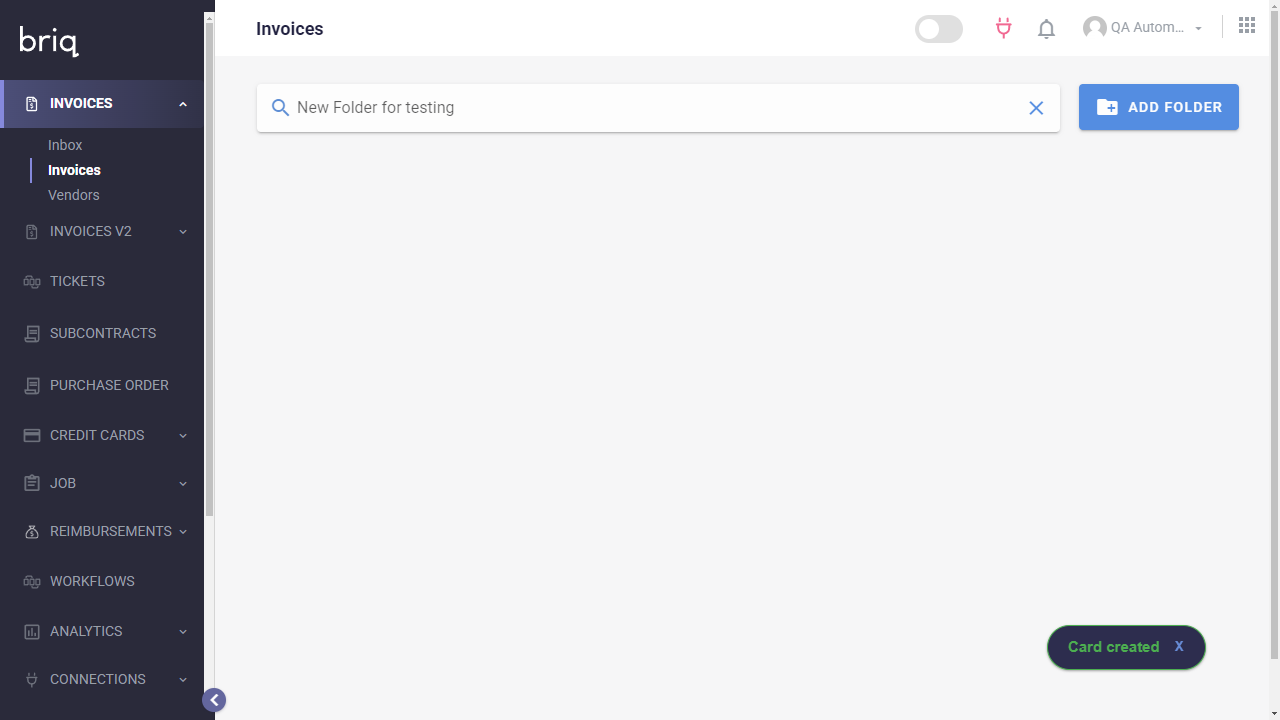 briq
Invoices
QA Autom...
INVOICES
New Folder for testing
ADD FOLDER
Inbox
Invoices
Vendors
INVOICES V2
TICKETS
SUBCONTRACTS
PURCHASE ORDER
CREDIT CARDS
JOB
REIMBURSEMENTS
WORKFLOWS
ANALYTICS
CONNECTIONS
Card created X